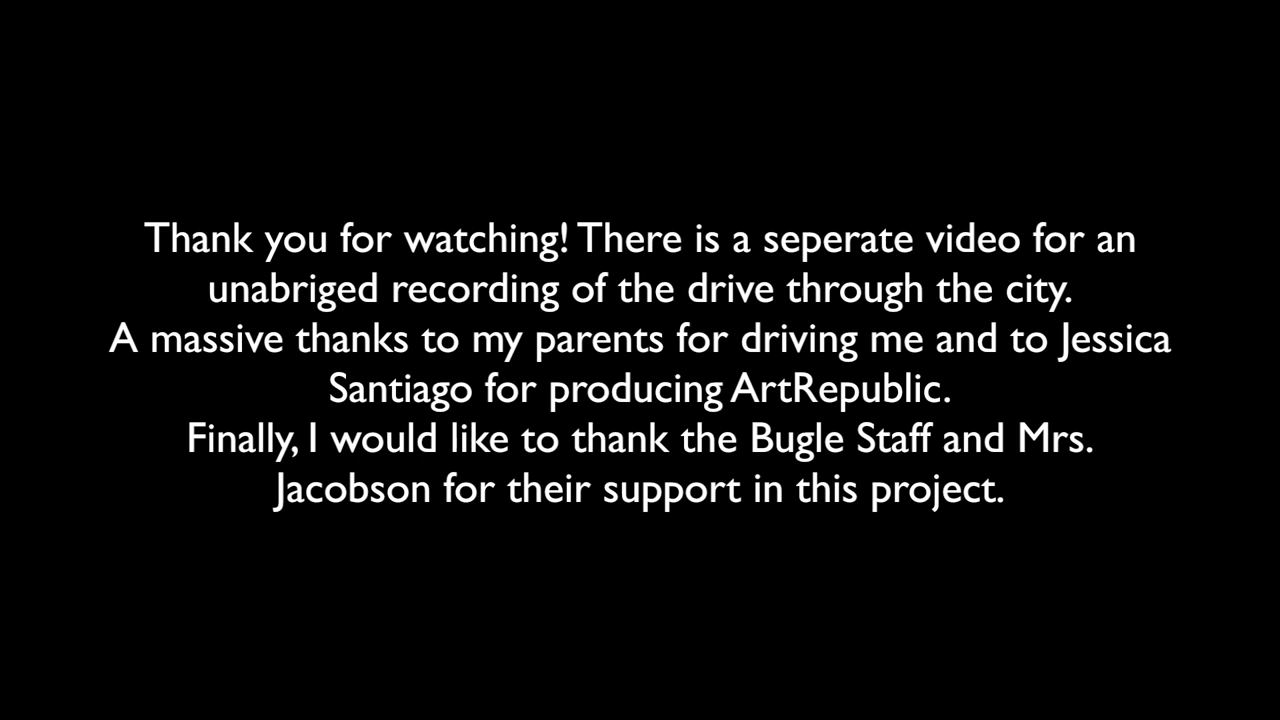 Thank you for watching! There is a seperate video for an
unabriged recording of the drive through the city.
A massive thanks to my parents for driving me and to Jessica
Santiago for producing ArtRepublic.
Finally, I would like to thank the Bugle Staff and Mrs.
Jacobson for their support in this project.